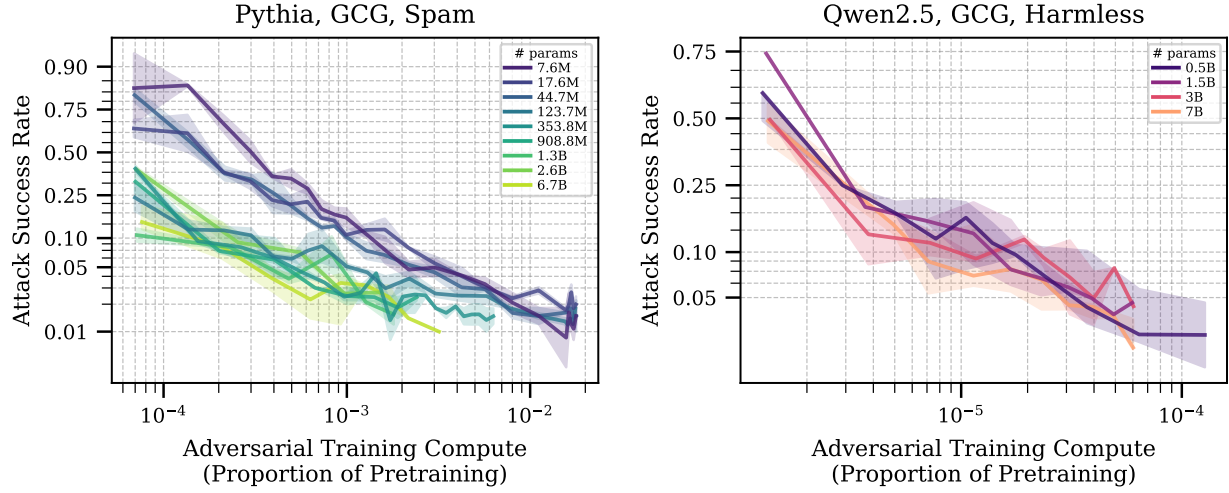 Pythia, GCG, Spam
Attack Success Rate
0.90
0.75
0.50
0.25
0.10
0.05
0.01
# params
7.6M
17.6M
44.7M
123.7M
353.8M
908.8M
1.3B
2.6B
6.7B
10⁻⁴
10⁻³
10⁻²
Adversarial Training Compute
(Proportion of Pretraining)
Qwen2.5, GCG, Harmless
Attack Success Rate
0.75
0.50
0.25
0.10
0.05
# params
0.5B
1.5B
3B
7B
10⁻⁵
10⁻⁴
Adversarial Training Compute
(Proportion of Pretraining)